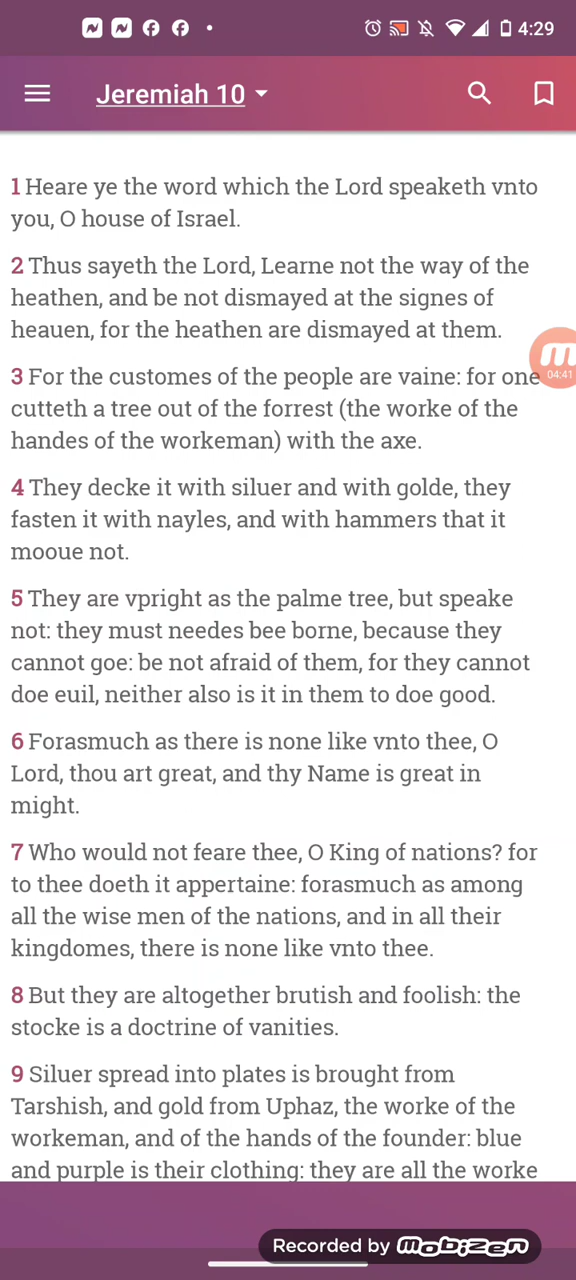 4:29
Jeremiah 10
1 Heare ye the word which the Lord speaketh vnto
you, O house of Israel.
2 Thus sayeth the Lord, Learne not the way of the
heathen, and be not dismayed at the signes of
heauen, for the heathen are dismayed at them.
3 For the customes of the people are vaine: for one
cutteth a tree out of the forrest (the worke of the
handes of the workeman) with the axe.
04:41
4 They decke it with siluer and with golde, they
fasten it with nayles, and with hammers that it
mooue not.
5 They are vpright as the palme tree, but speake
not: they must needes bee borne, because they
cannot goe: be not afraid of them, for they cannot
doe euil, neither also is it in them to doe good.
6 Forasmuch as there is none like vnto thee, O
Lord, thou art great, and thy Name is great in
might.
7 Who would not feare thee, O King of nations? for
to thee doeth it appertaine: forasmuch as among
all the wise men of the nations, and in all their
kingdomes, there is none like vnto thee.
8 But they are altogether brutish and foolish: the
stocke is a doctrine of vanities.
9 Siluer spread into plates is brought from
Tarshish, and gold from Uphaz, the worke of the
workeman, and of the hands of the founder: blue
and purple is their clothing: they are all the worke
Recorded by mobizen